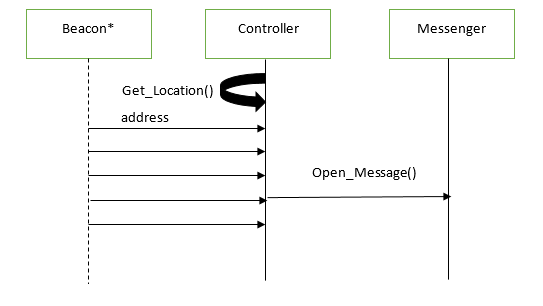 Beacon*
Controller
Messenger
Get_Location()
address
Open_Message()